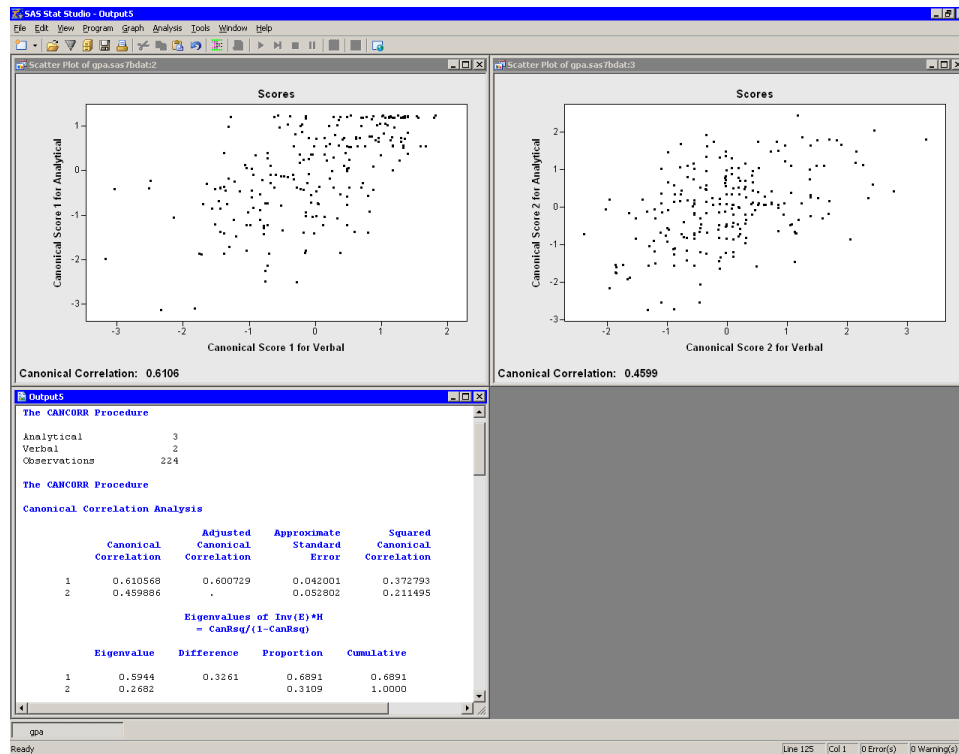 SAS Stat Studio - Output5
File Edit View Program Graph Analysis Tools Window Help
Scatter Plot of gpa.sas7bdat:2
Scores
1
0
-1
-2
-3
Canonical Score 1 for Analytical
-3 -2 -1 0 1 2
Canonical Score 1 for Verbal
Canonical Correlation: 0.6106
Scatter Plot of gpa.sas7bdat:3
Scores
2
1
0
-1
-2
-3
Canonical Score 2 for Analytical
-2 -1 0 1 2 3
Canonical Score 2 for Verbal
Canonical Correlation: 0.4599
Output5
The CANCORR Procedure
Analytical 3
Verbal 2
Observations 224
The CANCORR Procedure
Canonical Correlation Analysis
Adjusted Approximate Squared
Canonical Canonical Standard Canonical
Correlation Correlation Error Correlation
1 0.610568 0.600729 0.042001 0.372793
2 0.459886 . 0.052802 0.211495
Eigenvalues of Inv(E)*H
= CanRsq/(1-CanRsq)
Eigenvalue Difference Proportion Cumulative
1 0.5944 0.3261 0.6891 0.6891
2 0.2682 0.3109 1.0000
gpa
Ready Line 125 Col 1 0 Error(s) 0 Warning(s)